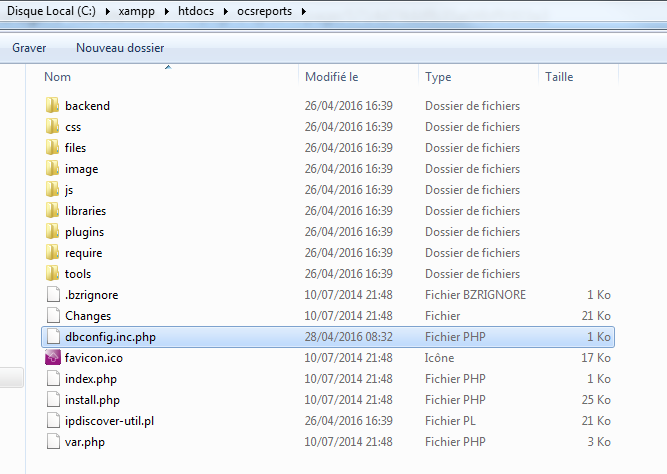 Disque Local (C:) ▸ xampp ▸ htdocs ▸ ocsreports ▸
Graver Nouveau dossier
Nom Modifié le Type Taille
backend 26/04/2016 16:39 Dossier de fichiers
css 26/04/2016 16:39 Dossier de fichiers
files 26/04/2016 16:39 Dossier de fichiers
image 26/04/2016 16:39 Dossier de fichiers
js 26/04/2016 16:39 Dossier de fichiers
libraries 26/04/2016 16:39 Dossier de fichiers
plugins 26/04/2016 16:39 Dossier de fichiers
require 26/04/2016 16:39 Dossier de fichiers
tools 26/04/2016 16:39 Dossier de fichiers
.bzrignore 10/07/2014 21:48 Fichier BZRIGNORE 1 Ko
Changes 10/07/2014 21:48 Fichier 21 Ko
dbconfig.inc.php 28/04/2016 08:32 Fichier PHP 1 Ko
favicon.ico 10/07/2014 21:48 Icône 17 Ko
index.php 10/07/2014 21:48 Fichier PHP 1 Ko
install.php 10/07/2014 21:48 Fichier PHP 25 Ko
ipdiscover-util.pl 26/04/2016 16:39 Fichier PL 21 Ko
var.php 10/07/2014 21:48 Fichier PHP 3 Ko